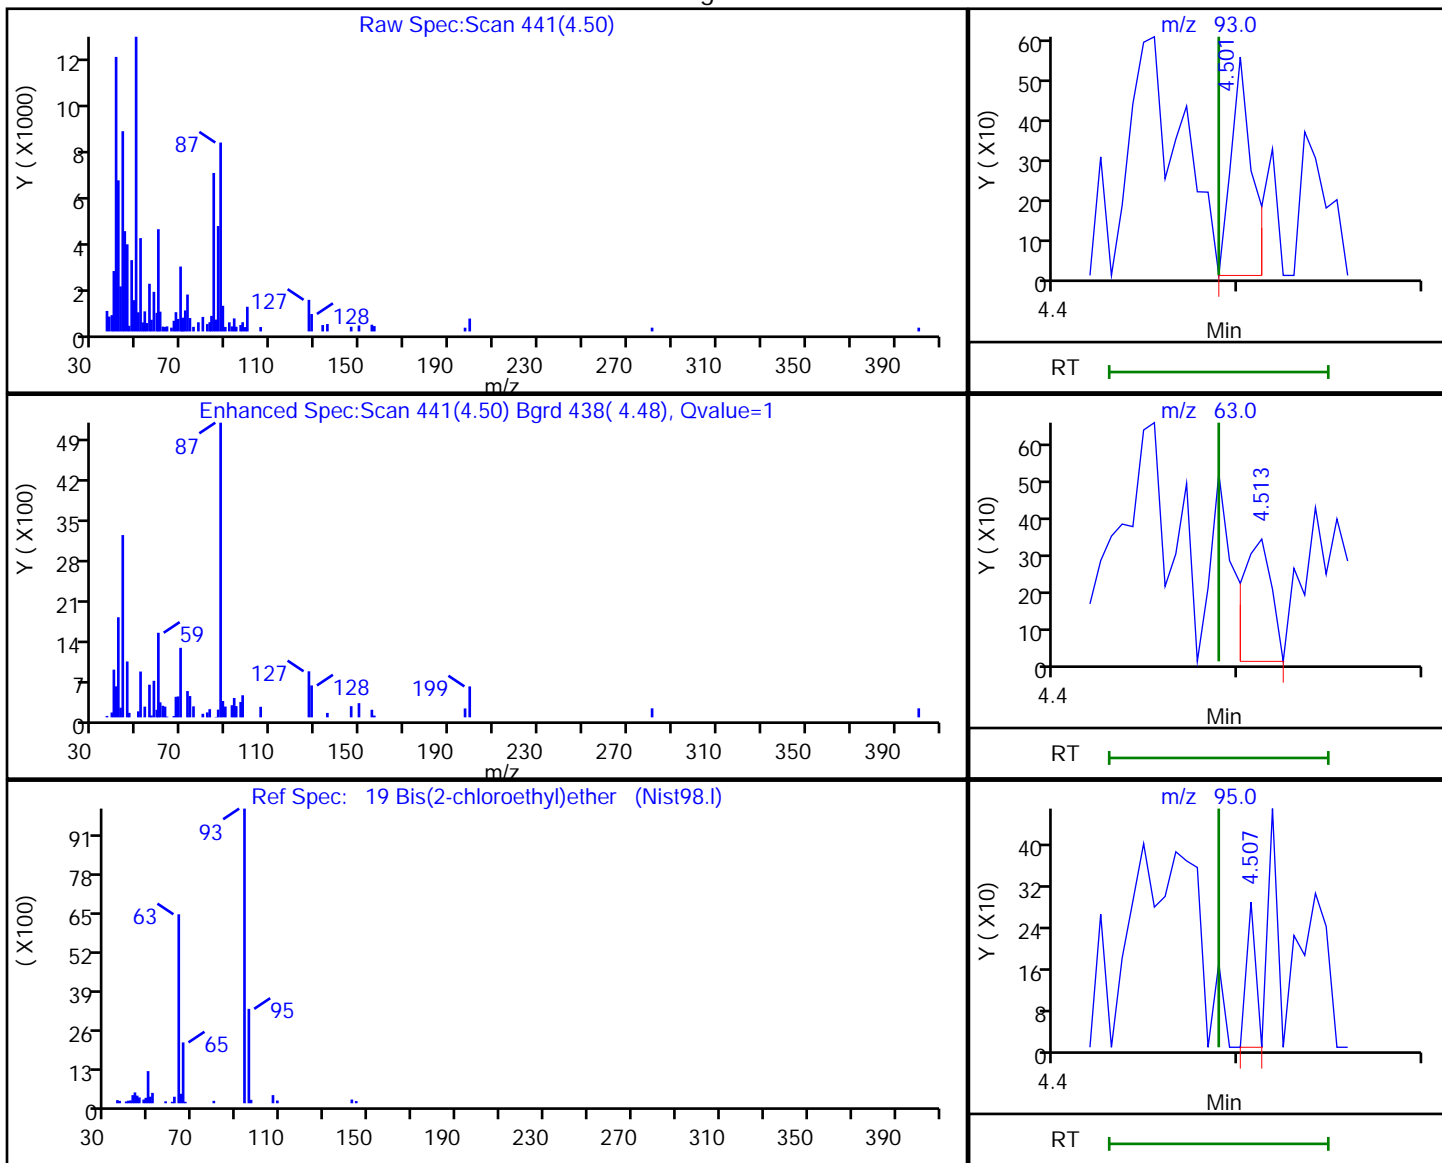 Raw Spec:Scan 441(4.50)
Y ( X1000)
12
10
8
6
4
2
0
87
127
128
30 70 110 150 190 230 270 310 350 390
m/z
m/z 93.0
Y ( X10)
60
50
40
30
20
10
0
4.501
4.4
Min
RT
Enhanced Spec:Scan 441(4.50) Bgrd 438( 4.48), Qvalue=1
Y ( X100)
49
42
35
28
21
14
7
0
87
59
127
128
199
30 70 110 150 190 230 270 310 350 390
m/z
m/z 63.0
Y ( X10)
60
50
40
30
20
10
0
4.513
4.4
Min
RT
Ref Spec: 19 Bis(2-chloroethyl)ether (Nist98.l)
( X100)
91
78
65
52
39
26
13
0
93
63
95
65
30 70 110 150 190 230 270 310 350 390
m/z 95.0
Y ( X10)
40
32
24
16
8
0
4.507
4.4
Min
RT